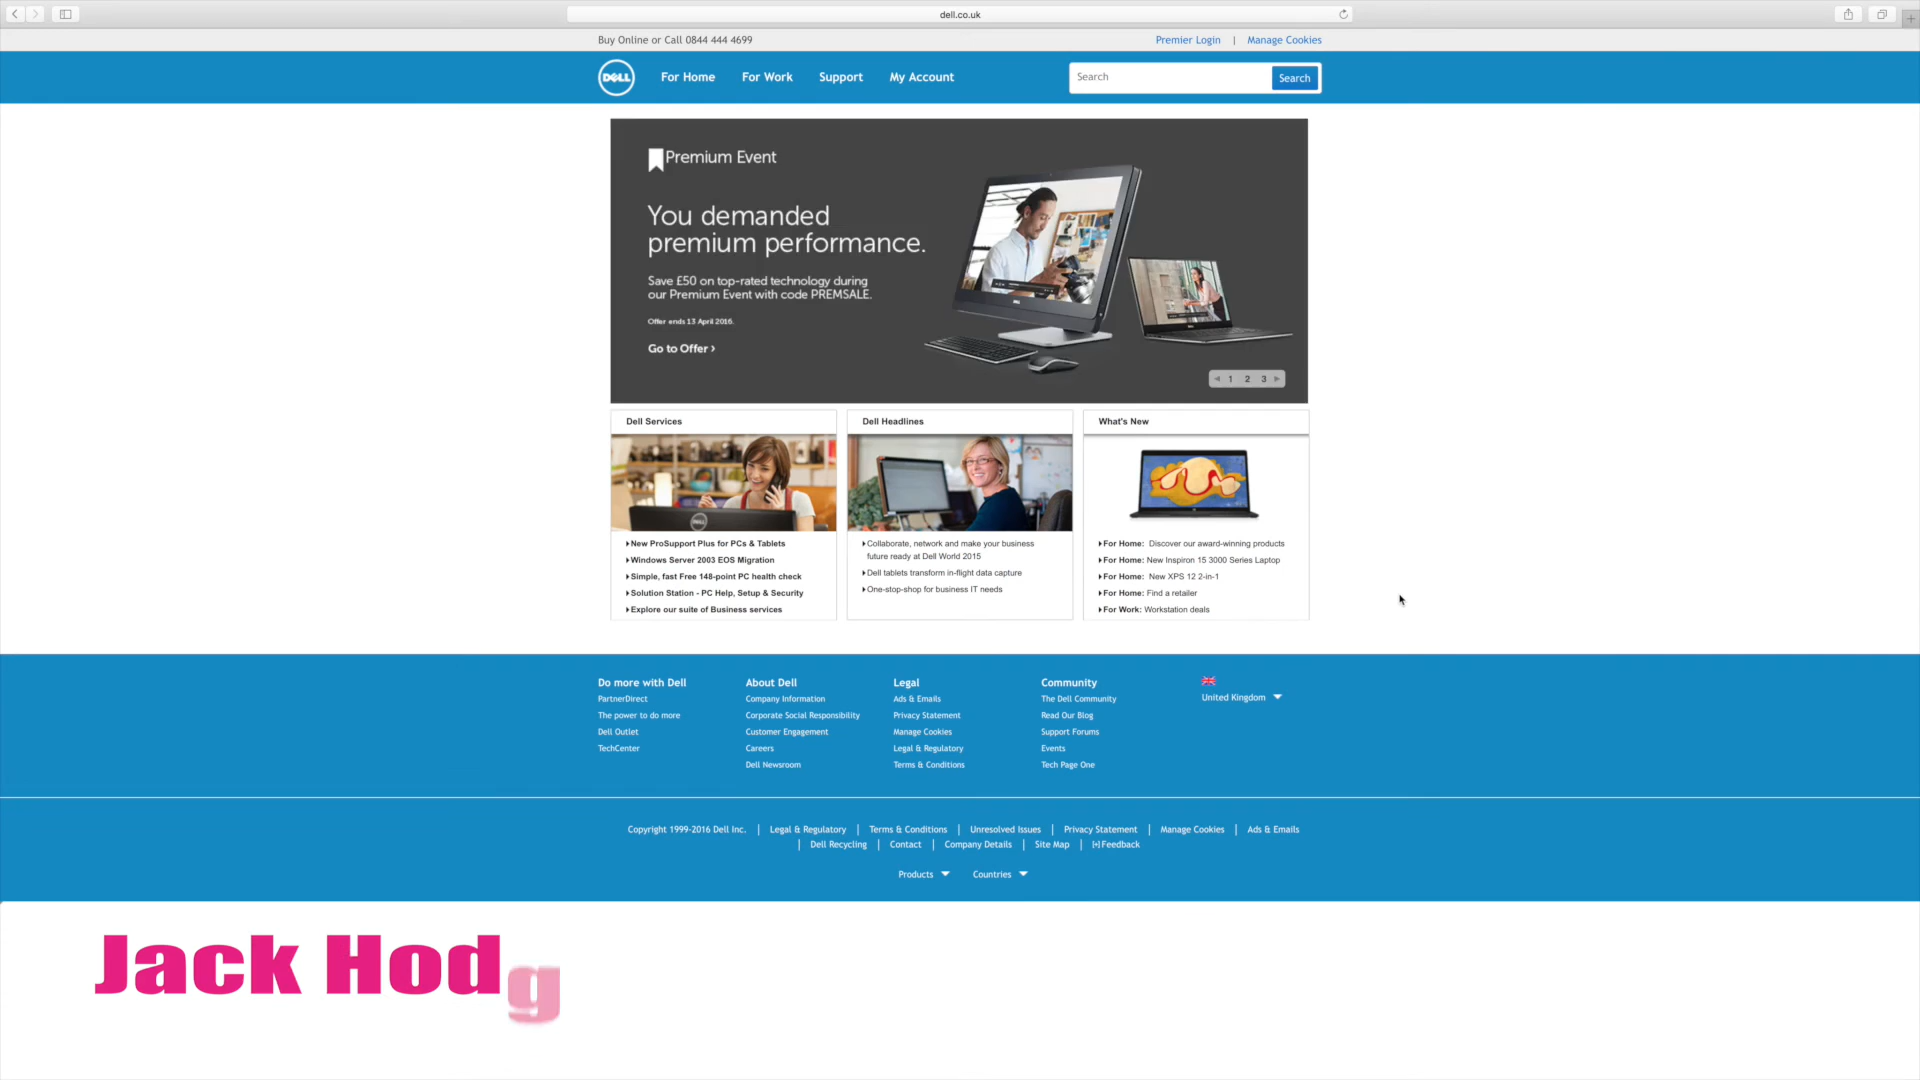 dell.co.uk
Buy Online or Call 0844 444 4699
Premier Login | Manage Cookies
DELL
For Home
For Work
Support
My Account
Search
Search
Premium Event
You demanded
premium performance.
Save £50 on top-rated technology during
our Premium Event with code PREMSALE.
Offer ends 13 April 2016.
Go to Offer ›
1 2 3
Dell Services
New ProSupport Plus for PCs & Tablets
Windows Server 2003 EOS Migration
Simple, fast Free 148-point PC health check
Solution Station - PC Help, Setup & Security
Explore our suite of Business services
Dell Headlines
Collaborate, network and make your business
future ready at Dell World 2015
Dell tablets transform in-flight data capture
One-stop-shop for business IT needs
What's New
For Home: Discover our award-winning products
For Home: New Inspiron 15 3000 Series Laptop
For Home: New XPS 12 2-in-1
For Home: Find a retailer
For Work: Workstation deals
Do more with Dell
PartnerDirect
The power to do more
Dell Outlet
TechCenter
About Dell
Company Information
Corporate Social Responsibility
Customer Engagement
Careers
Dell Newsroom
Legal
Ads & Emails
Privacy Statement
Manage Cookies
Legal & Regulatory
Terms & Conditions
Community
The Dell Community
Read Our Blog
Support Forums
Events
Tech Page One
United Kingdom
Copyright 1999-2016 Dell Inc. | Legal & Regulatory | Terms & Conditions | Unresolved Issues | Privacy Statement | Manage Cookies | Ads & Emails
| Dell Recycling | Contact | Company Details | Site Map | [+] Feedback
Products
Countries
Jack Hodg